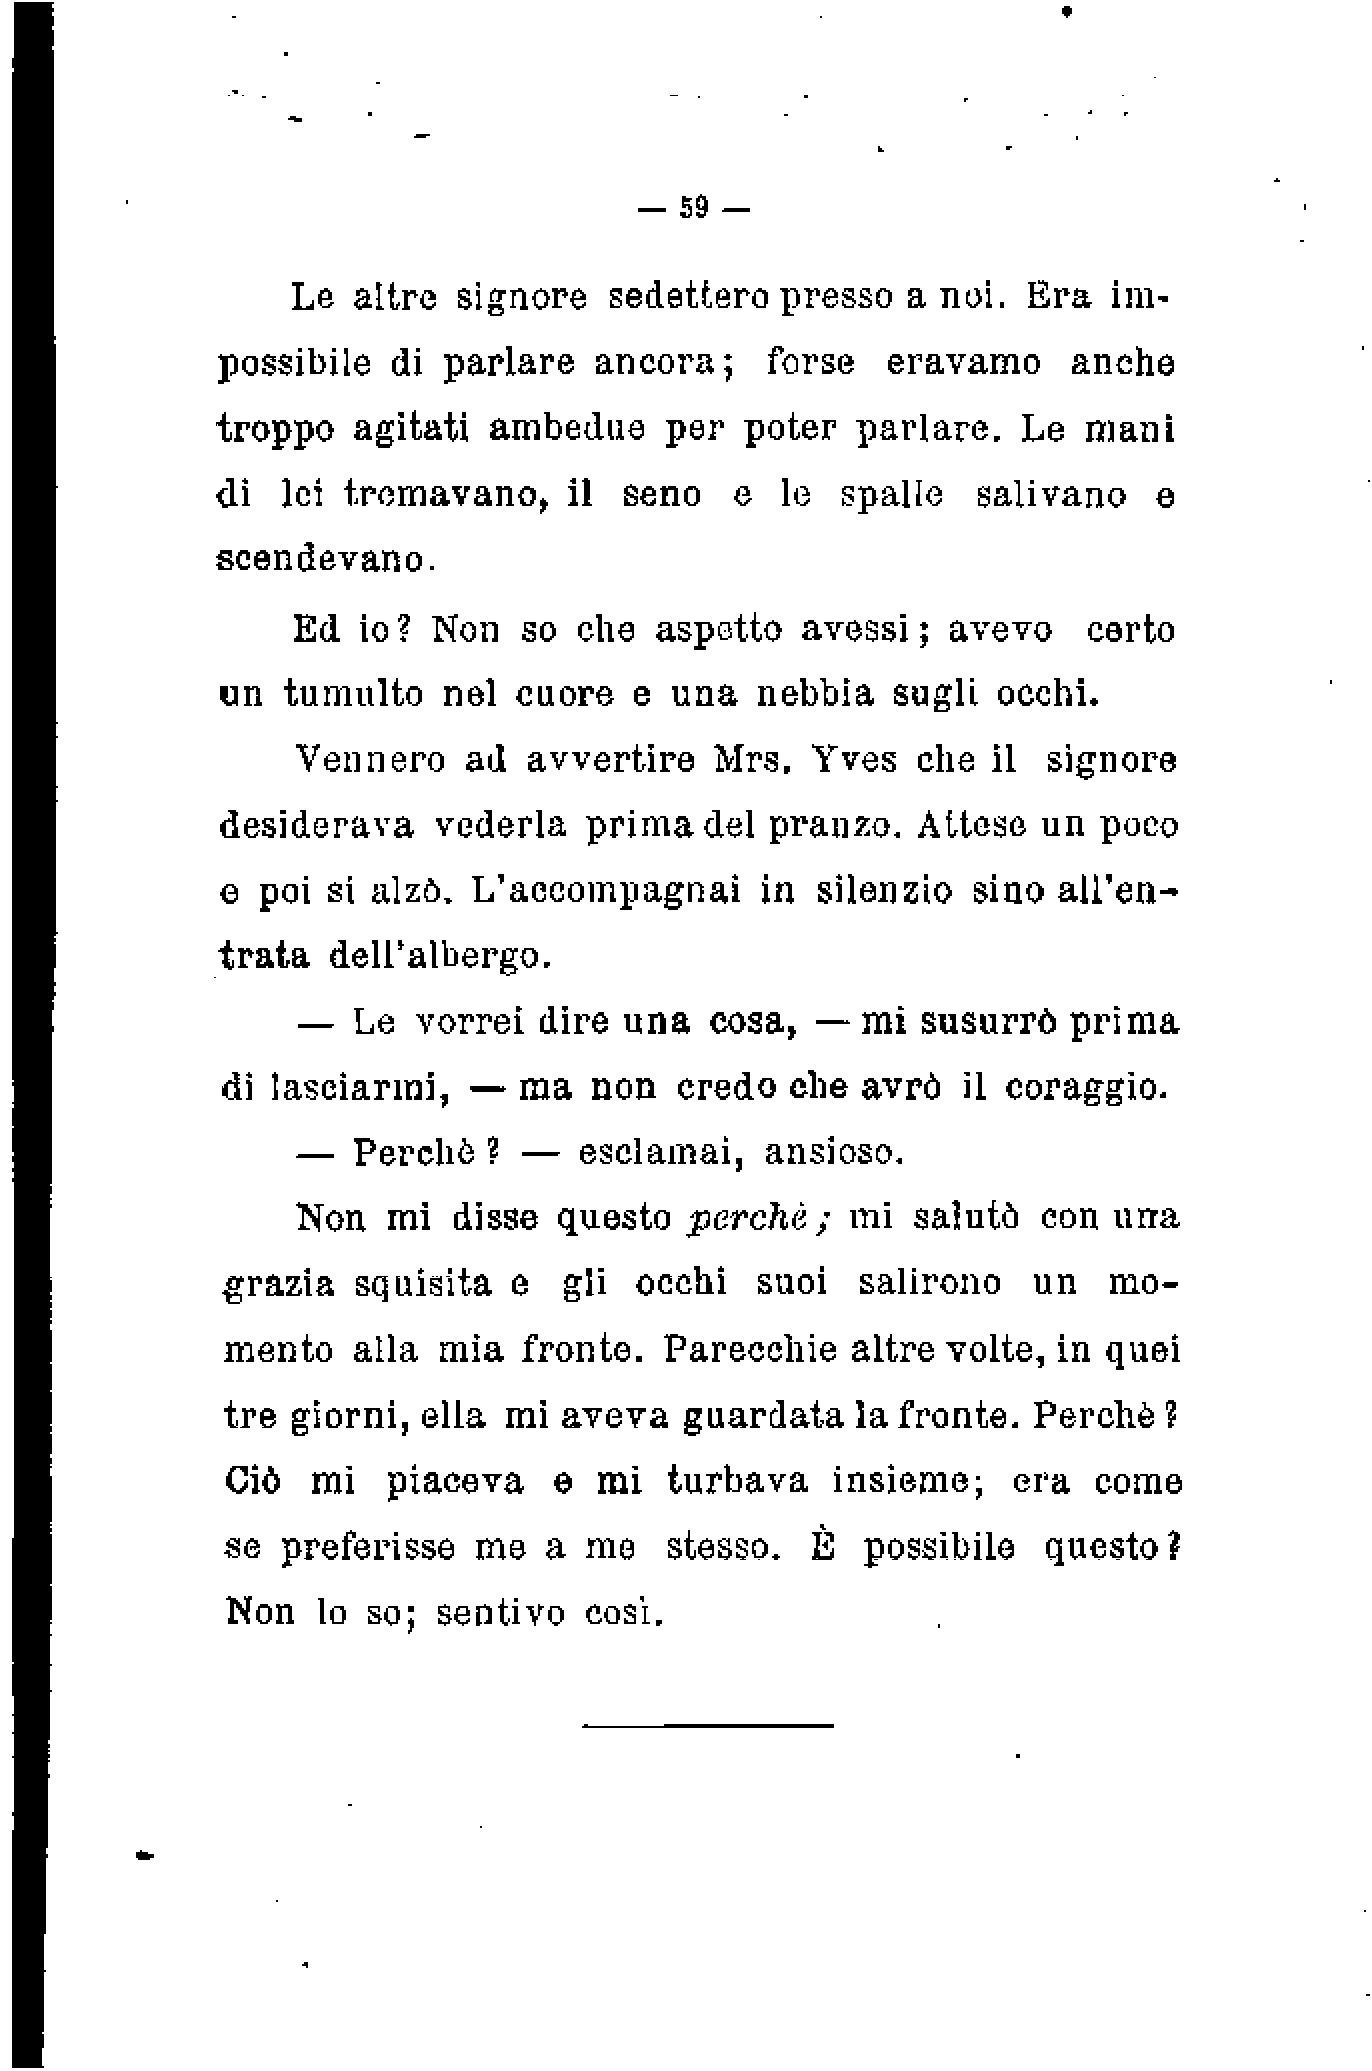 — 59 —
Le altre signore sedettero presso a noi. Era im-
possibile di parlare ancora; forse eravamo anche
troppo agitati ambedue per poter parlare. Le mani
di lei tremavano, il seno e le spalle salivano e
scendevano.
Ed io? Non so che aspetto avessi; avevo certo
un tumulto nel cuore e una nebbia sugli occhi.
Vennero ad avvertire Mrs. Yves che il signore
desiderava vederla prima del pranzo. Attese un poco
e poi si alzò. L'accompagnai in silenzio sino all'en-
trata dell'albergo.
— Le vorrei dire una cosa, — mi susurrò prima
di lasciarmi, — ma non credo che avrò il coraggio.
— Perchè? — esclamai, ansioso.
Non mi disse questo perchè; mi salutò con una
grazia squisita e gli occhi suoi salirono un mo-
mento alla mia fronte. Parecchie altre volte, in quei
tre giorni, ella mi aveva guardata la fronte. Perchè?
Ciò mi piaceva e mi turbava insieme; era come
se preferisse me a me stesso. È possibile questo?
Non lo so; sentivo così.